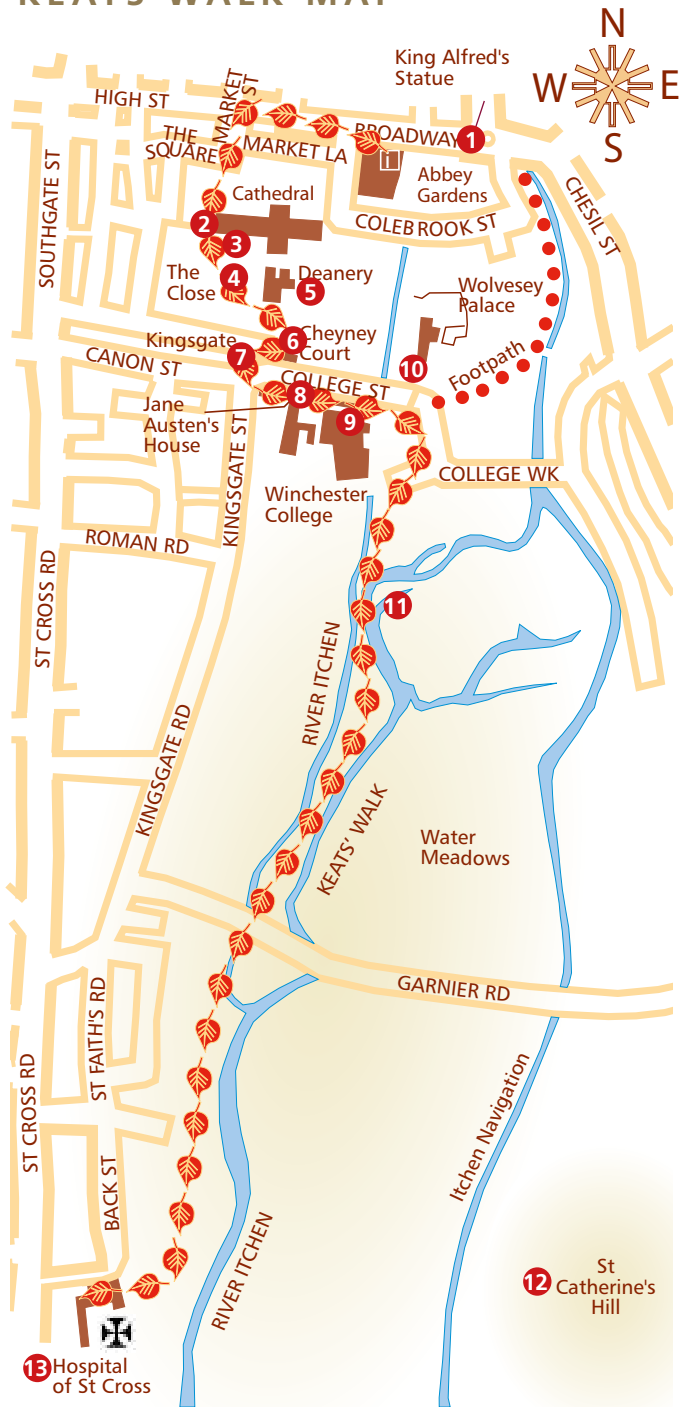 KEATS WALK MAP
N
W
E
S
King Alfred's
Statue
HIGH ST
MARKET
ST
THE
SQUARE
MARKET LA
BROADWAY
1
i
Abbey
Gardens
CHESIL ST
SOUTHGATE ST
Cathedral
2
3
COLEBROOK ST
The
Close
4
Deanery
5
Wolvesey
Palace
Kingsgate
6
Cheyney
Court
7
10
Footpath
CANON ST
COLLEGE ST
8
9
Jane
Austen's
House
KINGSGATE ST
Winchester
College
COLLEGE WK
ROMAN RD
ST CROSS RD
11
RIVER ITCHEN
KINGSGATE RD
KEATS' WALK
Water
Meadows
GARNIER RD
ST FAITH'S RD
ST CROSS RD
Itchen Navigation
BACK ST
RIVER ITCHEN
12
St
Catherine's
Hill
13
Hospital
of St Cross